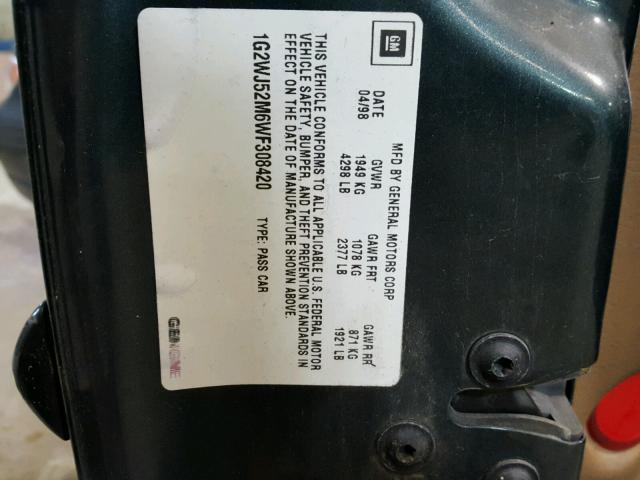 GM
MFD BY GENERAL MOTORS CORP
DATE GVWR GAWR FRT GAWR RR
04/98 1949 KG 1078 KG 871 KG
4298 LB 2377 LB 1921 LB
THIS VEHICLE CONFORMS TO ALL APPLICABLE U.S. FEDERAL MOTOR
VEHICLE SAFETY, BUMPER, AND THEFT PREVENTION STANDARDS IN
EFFECT ON THE DATE OF MANUFACTURE SHOWN ABOVE.
1G2WJ52M6WF308420 TYPE: PASS CAR
GENUINE